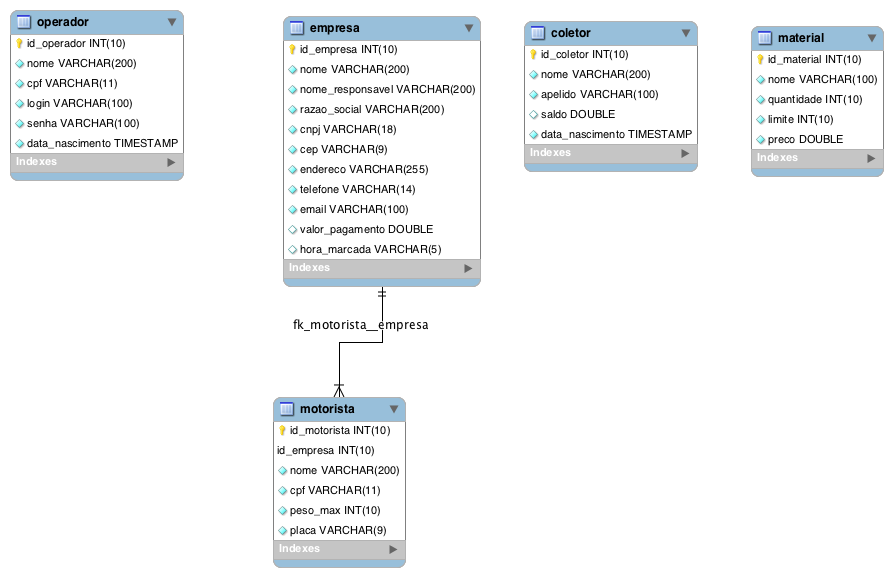 operador
id_operador INT(10)
nome VARCHAR(200)
cpf VARCHAR(11)
login VARCHAR(100)
senha VARCHAR(100)
data_nascimento TIMESTAMP
Indexes
empresa
id_empresa INT(10)
nome VARCHAR(200)
nome_responsavel VARCHAR(200)
razao_social VARCHAR(200)
cnpj VARCHAR(18)
cep VARCHAR(9)
endereco VARCHAR(255)
telefone VARCHAR(14)
email VARCHAR(100)
valor_pagamento DOUBLE
hora_marcada VARCHAR(5)
Indexes
coletor
id_coletor INT(10)
nome VARCHAR(200)
apelido VARCHAR(100)
saldo DOUBLE
data_nascimento TIMESTAMP
Indexes
material
id_material INT(10)
nome VARCHAR(100)
quantidade INT(10)
limite INT(10)
preco DOUBLE
Indexes
fk_motorista__empresa
motorista
id_motorista INT(10)
id_empresa INT(10)
nome VARCHAR(200)
cpf VARCHAR(11)
peso_max INT(10)
placa VARCHAR(9)
Indexes